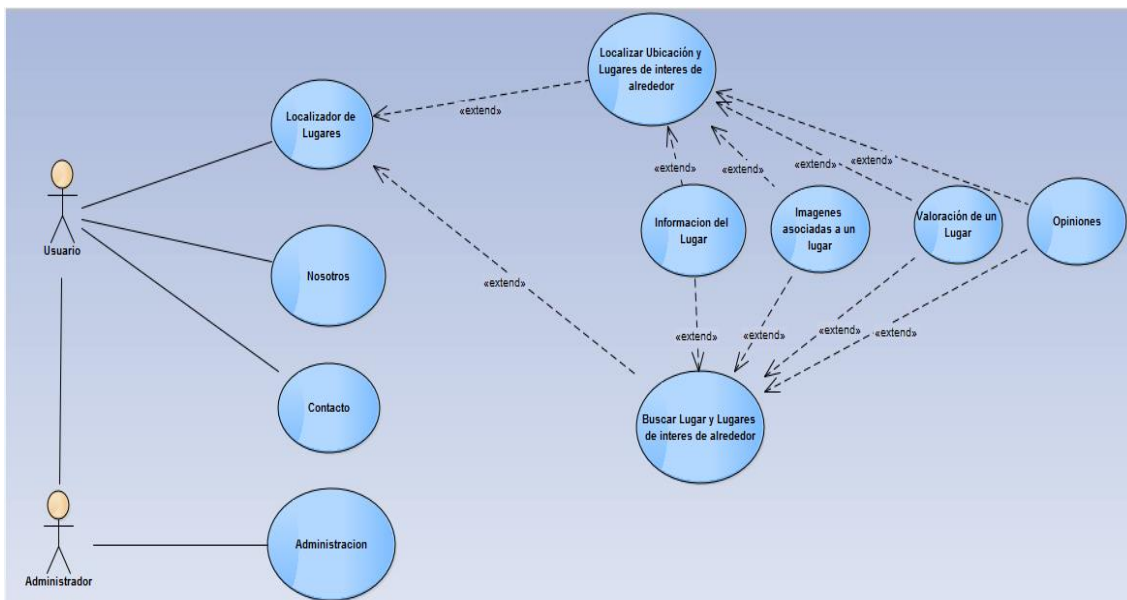 Localizar Ubicación y
Lugares de interes de
alrededor
Localizador de
Lugares
«extend»
«extend»
«extend»
«extend»
«extend»
Informacion del
Lugar
Imagenes
asociadas a un
lugar
Valoración de un
Lugar
Opiniones
Usuario
Nosotros
«extend»
«extend»
«extend»
«extend»
«extend»
Contacto
Buscar Lugar y Lugares
de interes de alrededor
Administracion
Administrador